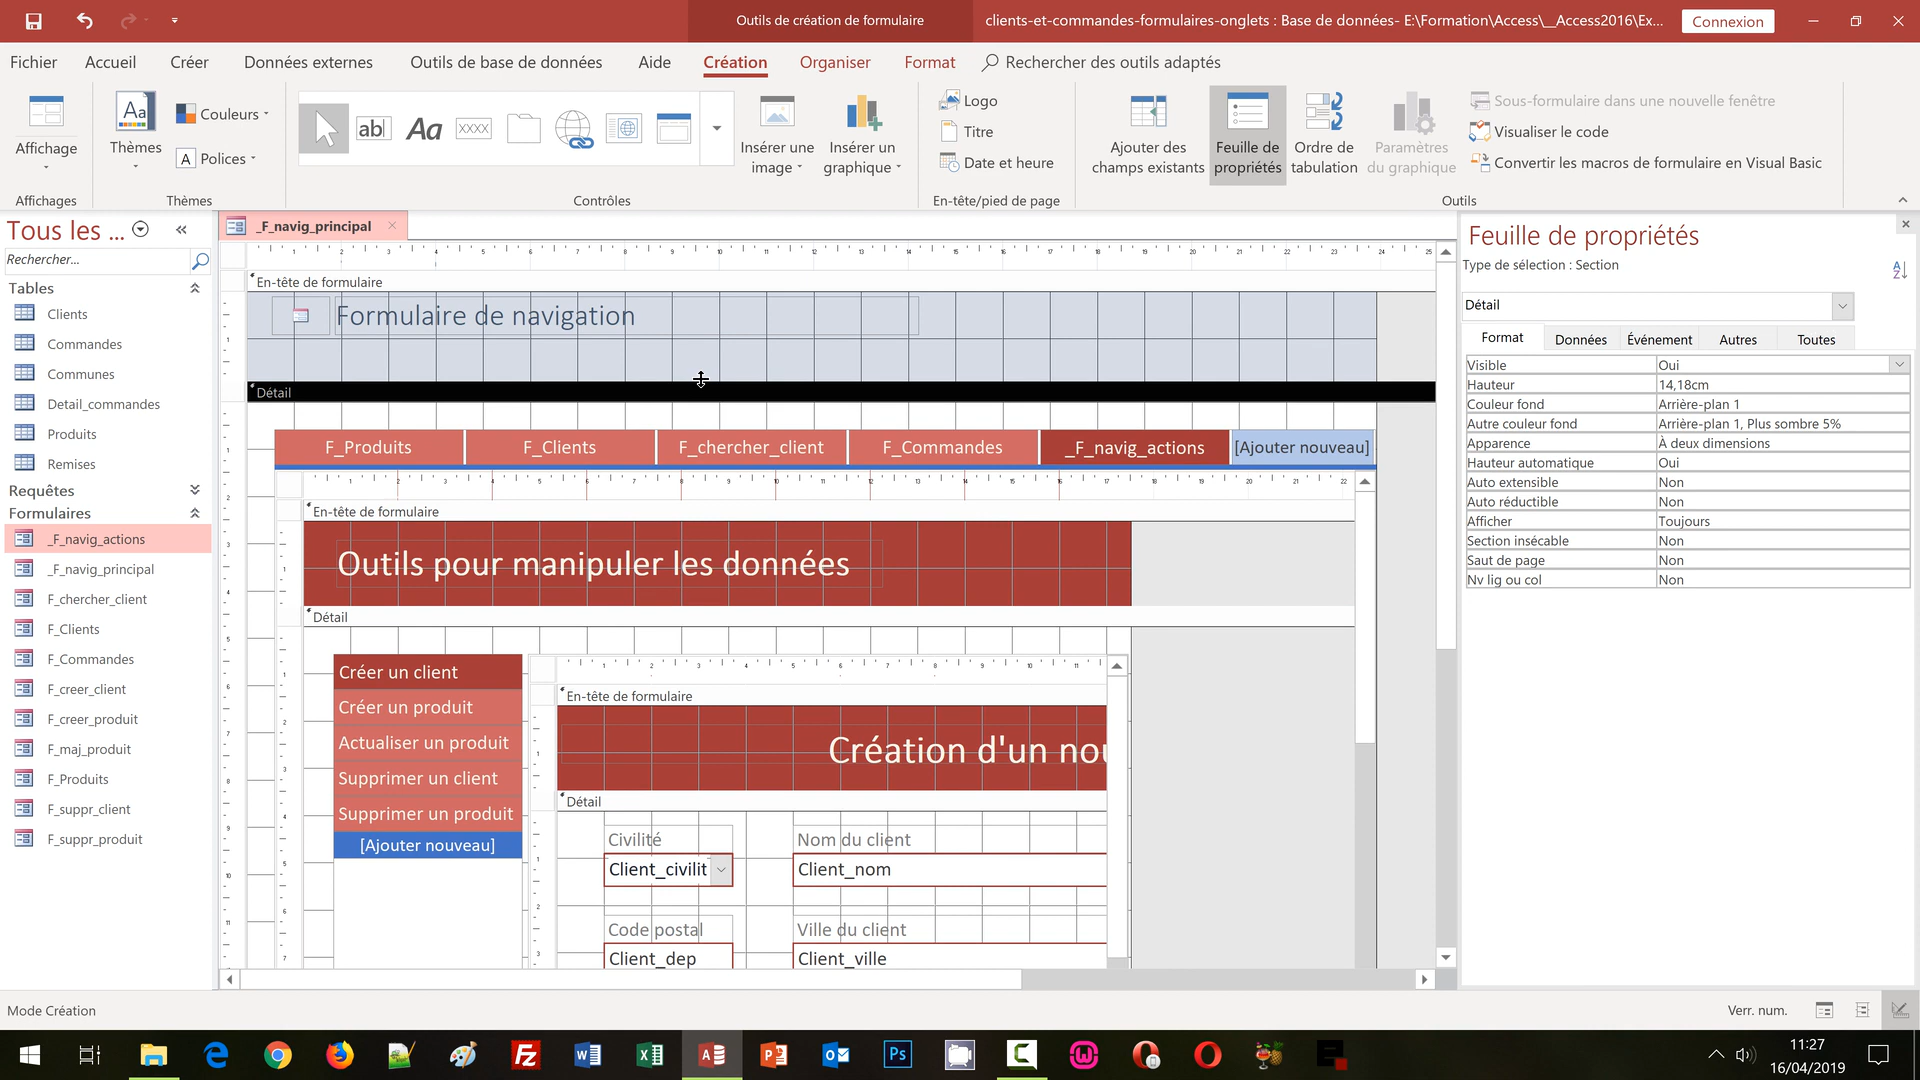 Outils de création de formulaire
clients-et-commandes-formulaires-onglets : Base de données- E:\Formation\Access\__Access2016\Ex...
Connexion
Fichier
Accueil
Créer
Données externes
Outils de base de données
Aide
Création
Organiser
Format
Rechercher des outils adaptés
Affichage
Affichages
Aa
Thèmes
Couleurs
A Polices
Thèmes
ab|
Aa
XXXX
Contrôles
Insérer une
image
Insérer un
graphique
Logo
Titre
Date et heure
En-tête/pied de page
Ajouter des
champs existants
Feuille de
propriétés
Ordre de
tabulation
Paramètres
du graphique
Sous-formulaire dans une nouvelle fenêtre
Visualiser le code
Convertir les macros de formulaire en Visual Basic
Outils
Tous les ...
Rechercher...
Tables
Clients
Commandes
Communes
Detail_commandes
Produits
Remises
Requêtes
Formulaires
_F_navig_actions
_F_navig_principal
F_chercher_client
F_Clients
F_Commandes
F_creer_client
F_creer_produit
F_maj_produit
F_Produits
F_suppr_client
F_suppr_produit
_F_navig_principal
En-tête de formulaire
Formulaire de navigation
Détail
F_Produits
F_Clients
F_chercher_client
F_Commandes
_F_navig_actions
[Ajouter nouveau]
En-tête de formulaire
Outils pour manipuler les données
Détail
Créer un client
Créer un produit
Actualiser un produit
Supprimer un client
Supprimer un produit
[Ajouter nouveau]
En-tête de formulaire
Création d'un nou
Détail
Civilité
Nom du client
Client_civilit
Client_nom
Code postal
Ville du client
Client_dep
Client_ville
Feuille de propriétés
Type de sélection : Section
Détail
Format
Données
Événement
Autres
Toutes
Visible Oui
Hauteur 14,18cm
Couleur fond Arrière-plan 1
Autre couleur fond Arrière-plan 1, Plus sombre 5%
Apparence À deux dimensions
Hauteur automatique Oui
Auto extensible Non
Auto réductible Non
Afficher Toujours
Section insécable Non
Saut de page Non
Nv lig ou col Non
Mode Création
Verr. num.
11:27
16/04/2019